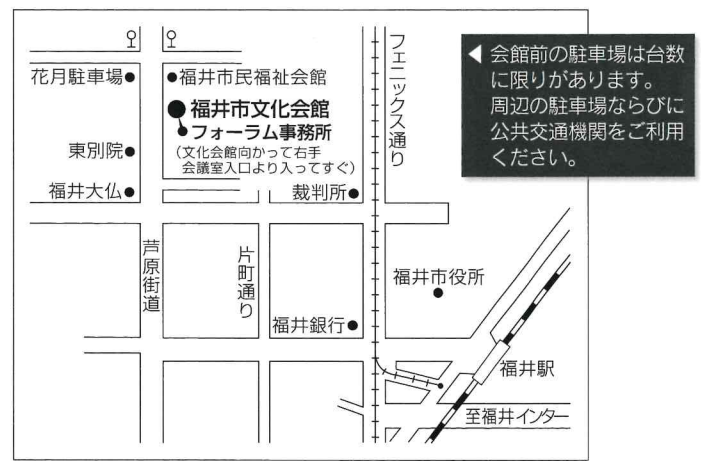 花月駐車場
福井市民福祉会館
福井市文化会館
フォーラム事務所
(文化会館向かって右手
会議室入口より入ってすぐ)
東別院
福井大仏
裁判所
フェニックス通り
◀ 会館前の駐車場は台数
に限りがあります。
周辺の駐車場ならびに
公共交通機関をご利用
ください。
芦原街道
片町通り
福井市役所
福井銀行
福井駅
至福井インター